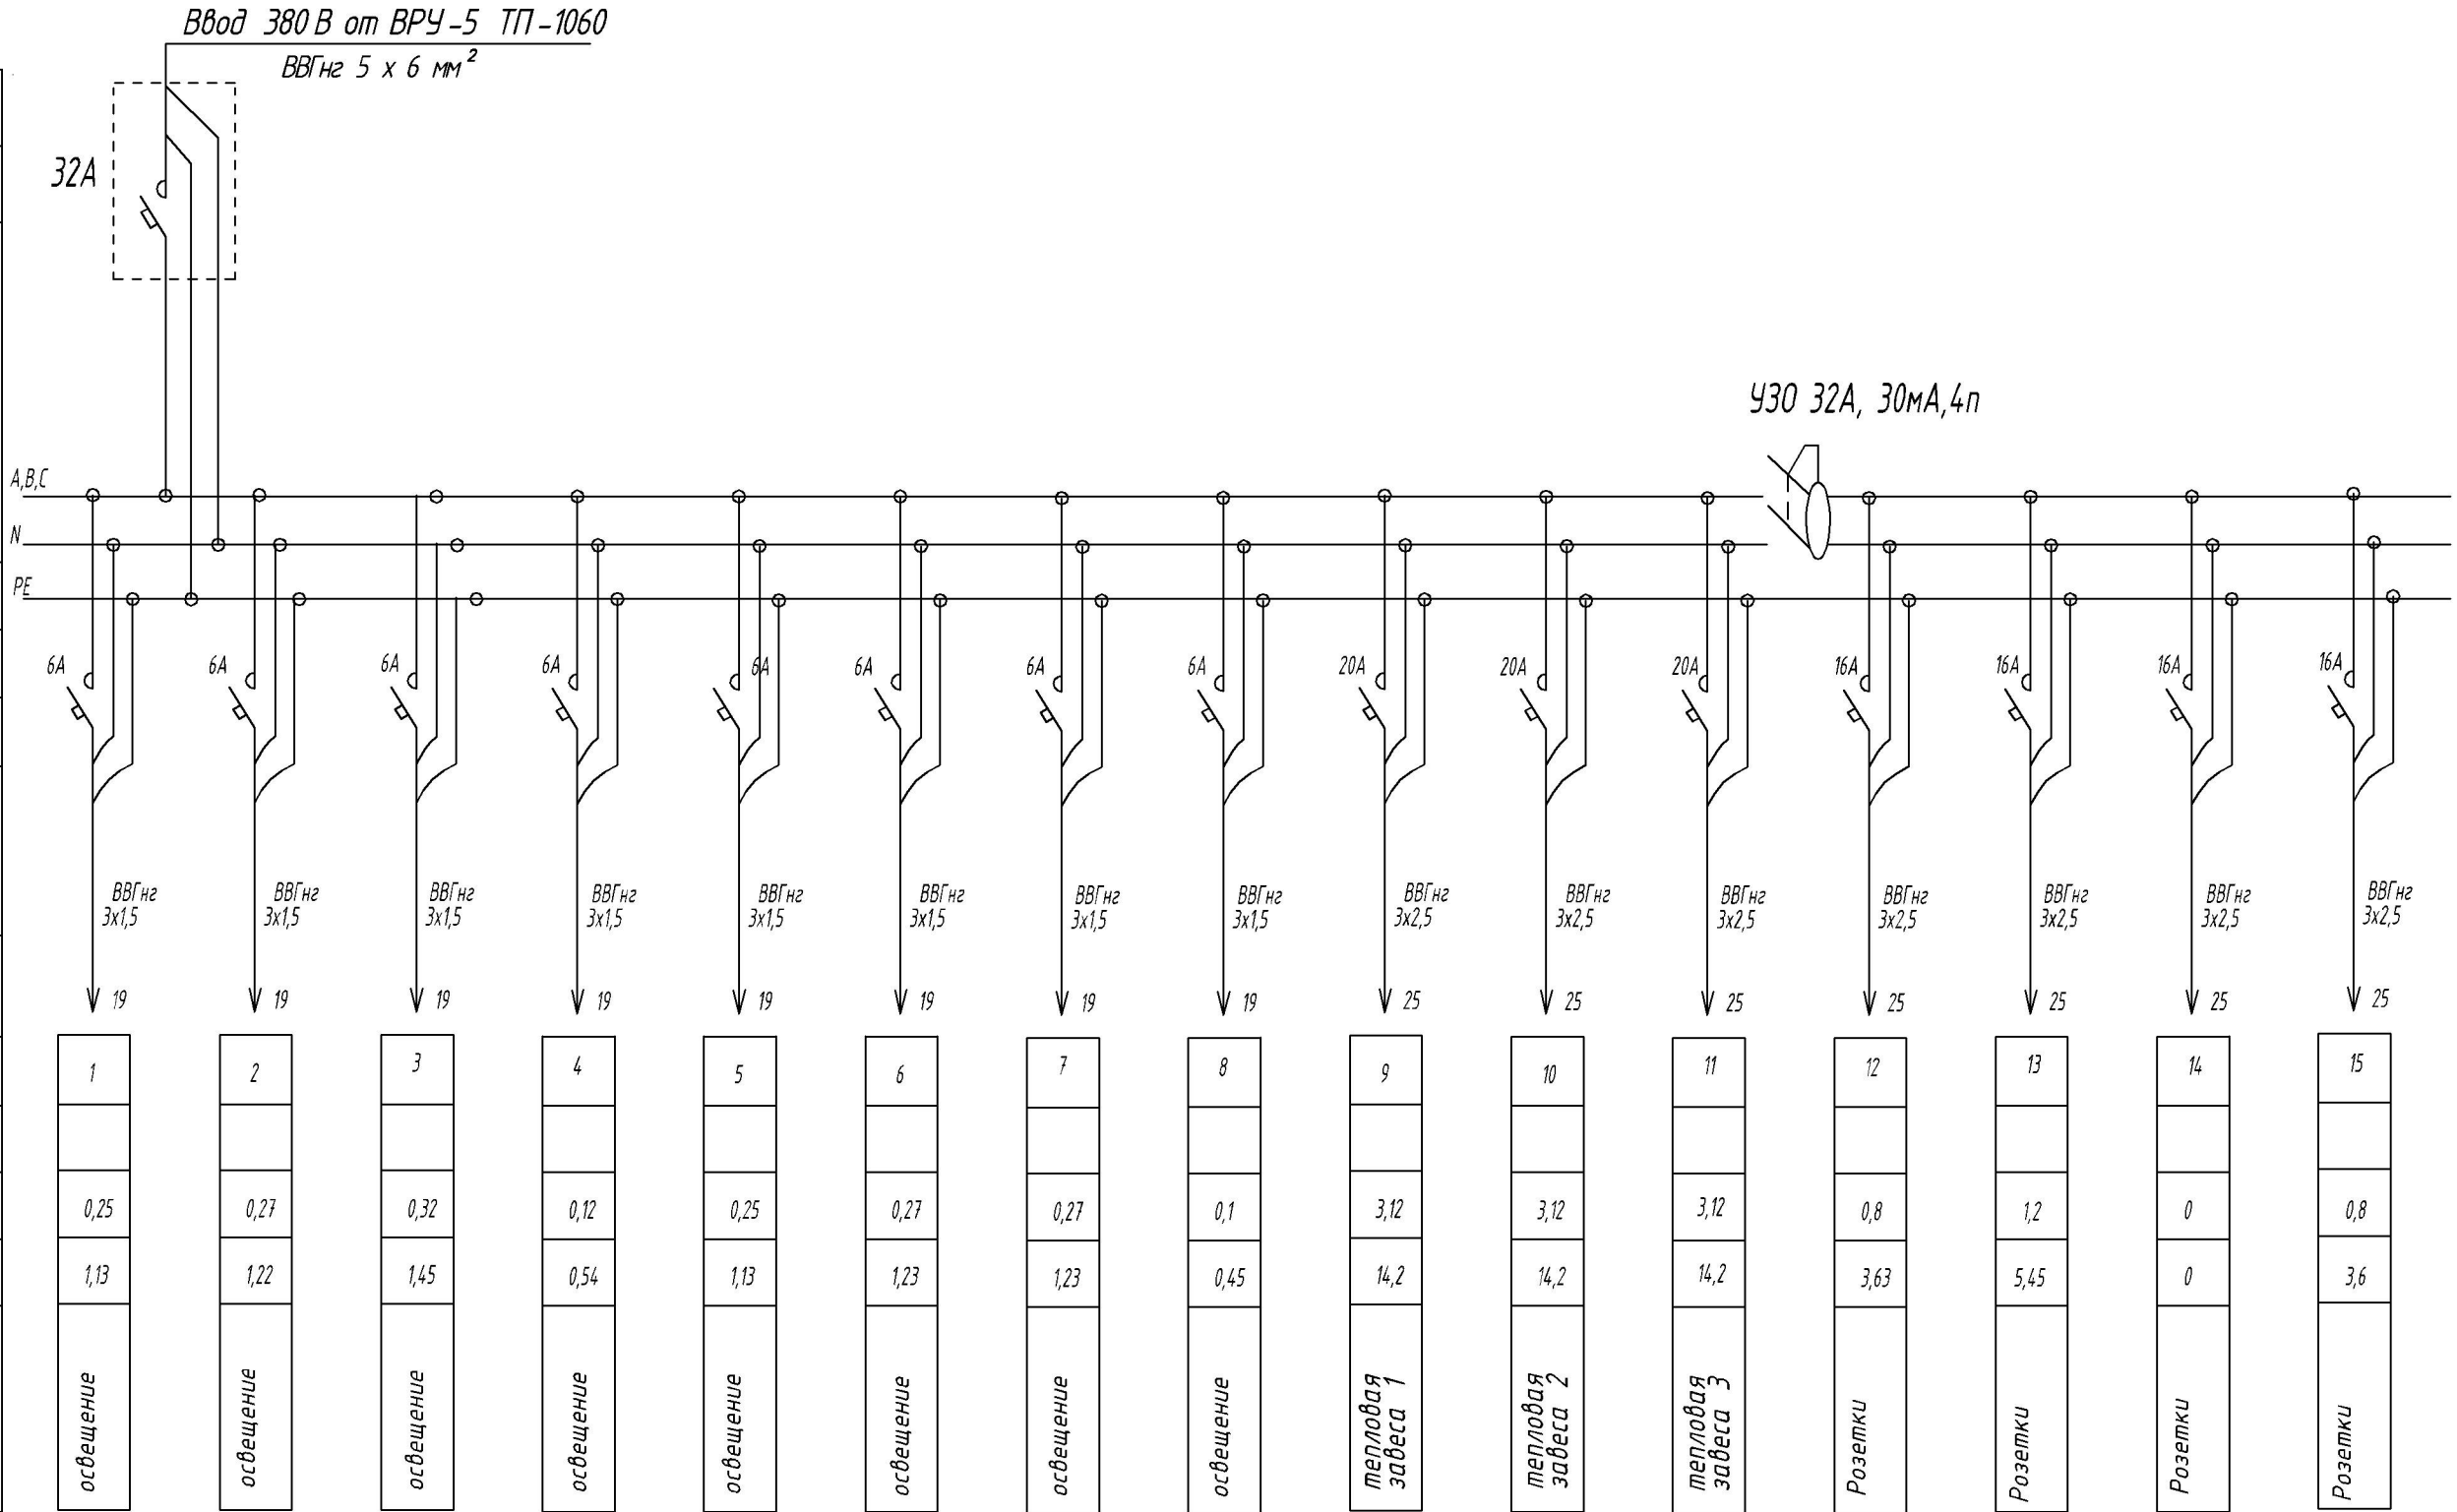 Ввод 380 В от ВРУ-5 ТП-1060
ВВГнг 5 х 6 мм²
32А
УЗО 32А, 30мА,4п
А,В,С
N
PE
6А 6А 6А 6А 6А 6А 6А 6А 20А 20А 20А 16А 16А 16А 16А
ВВГнг ВВГнг ВВГнг ВВГнг ВВГнг ВВГнг ВВГнг ВВГнг ВВГнг ВВГнг ВВГнг ВВГнг ВВГнг ВВГнг ВВГнг
3х1,5 3х1,5 3х1,5 3х1,5 3х1,5 3х1,5 3х1,5 3х1,5 3х2,5 3х2,5 3х2,5 3х2,5 3х2,5 3х2,5 3х2,5
19 19 19 19 19 19 19 19 25 25 25 25 25 25 25
1 2 3 4 5 6 7 8 9 10 11 12 13 14 15
0,25 0,27 0,32 0,12 0,25 0,27 0,27 0,1 3,12 3,12 3,12 0,8 1,2 0 0,8
1,13 1,22 1,45 0,54 1,13 1,23 1,23 0,45 14,2 14,2 14,2 3,63 5,45 0 3,6
освещение
освещение
освещение
освещение
освещение
освещение
освещение
освещение
тепловая
завеса 1
тепловая
завеса 2
тепловая
завеса 3
Розетки
Розетки
Розетки
Розетки